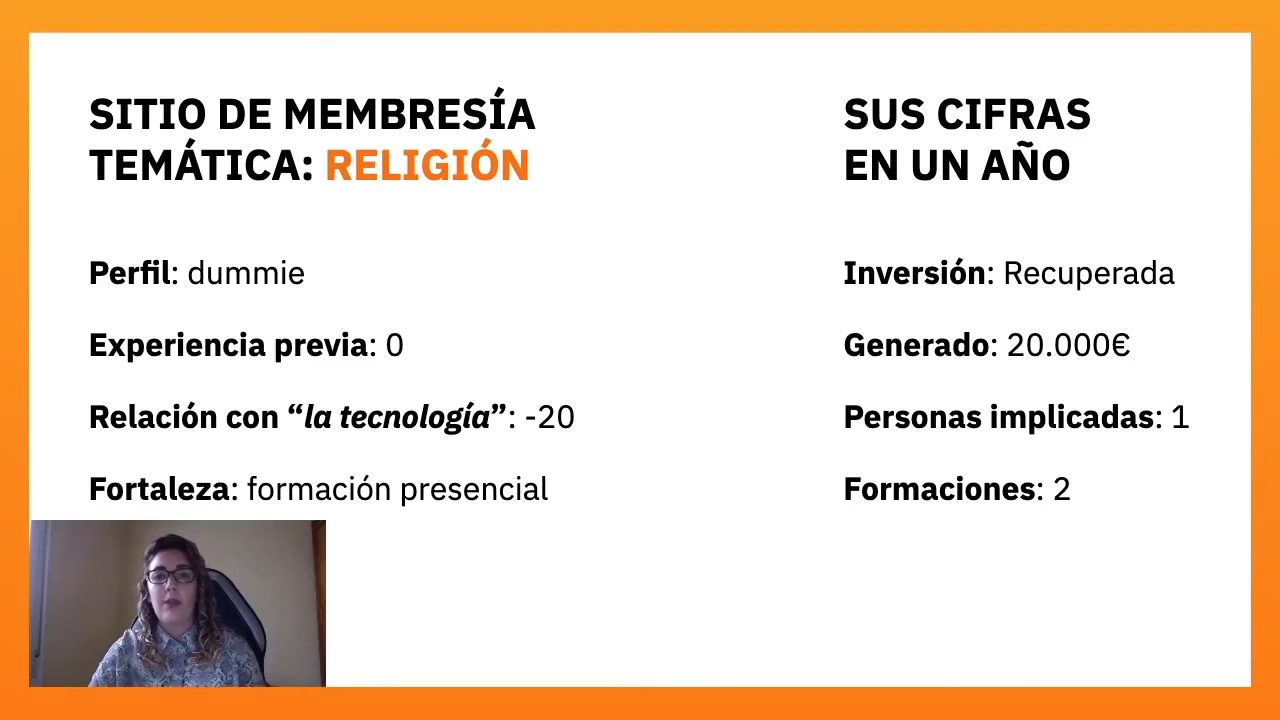 SITIO DE MEMBRESÍA
TEMÁTICA: RELIGIÓN
Perfil: dummie
Experiencia previa: 0
Relación con “la tecnología”: -20
Fortaleza: formación presencial
SUS CIFRAS
EN UN AÑO
Inversión: Recuperada
Generado: 20.000€
Personas implicadas: 1
Formaciones: 2